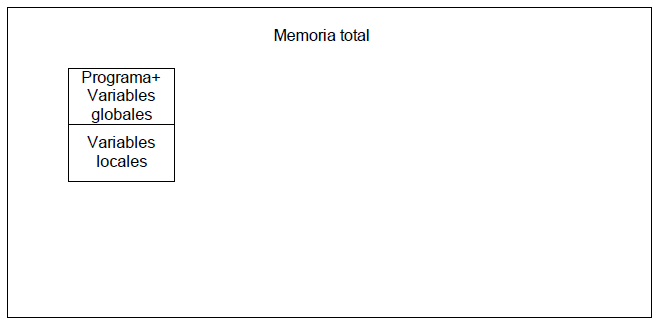 Memoria total
Programa+
Variables
globales
Variables
locales